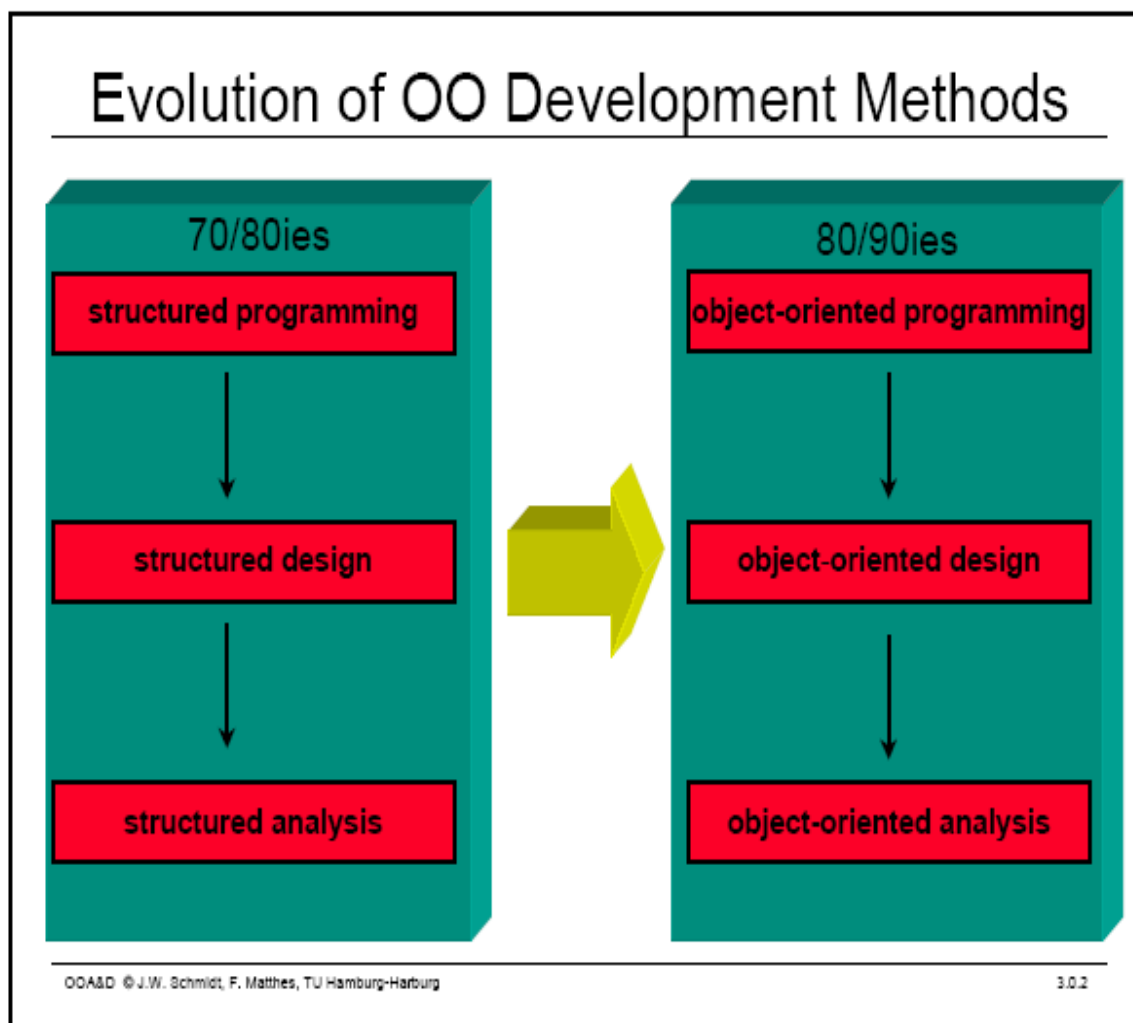 Evolution of OO Development Methods
70/80ies
structured programming
structured design
structured analysis
80/90ies
object-oriented programming
object-oriented design
object-oriented analysis
OOA&D © J.W. Schmidt, F. Matthes, TU Hamburg-Harburg
3.0.2